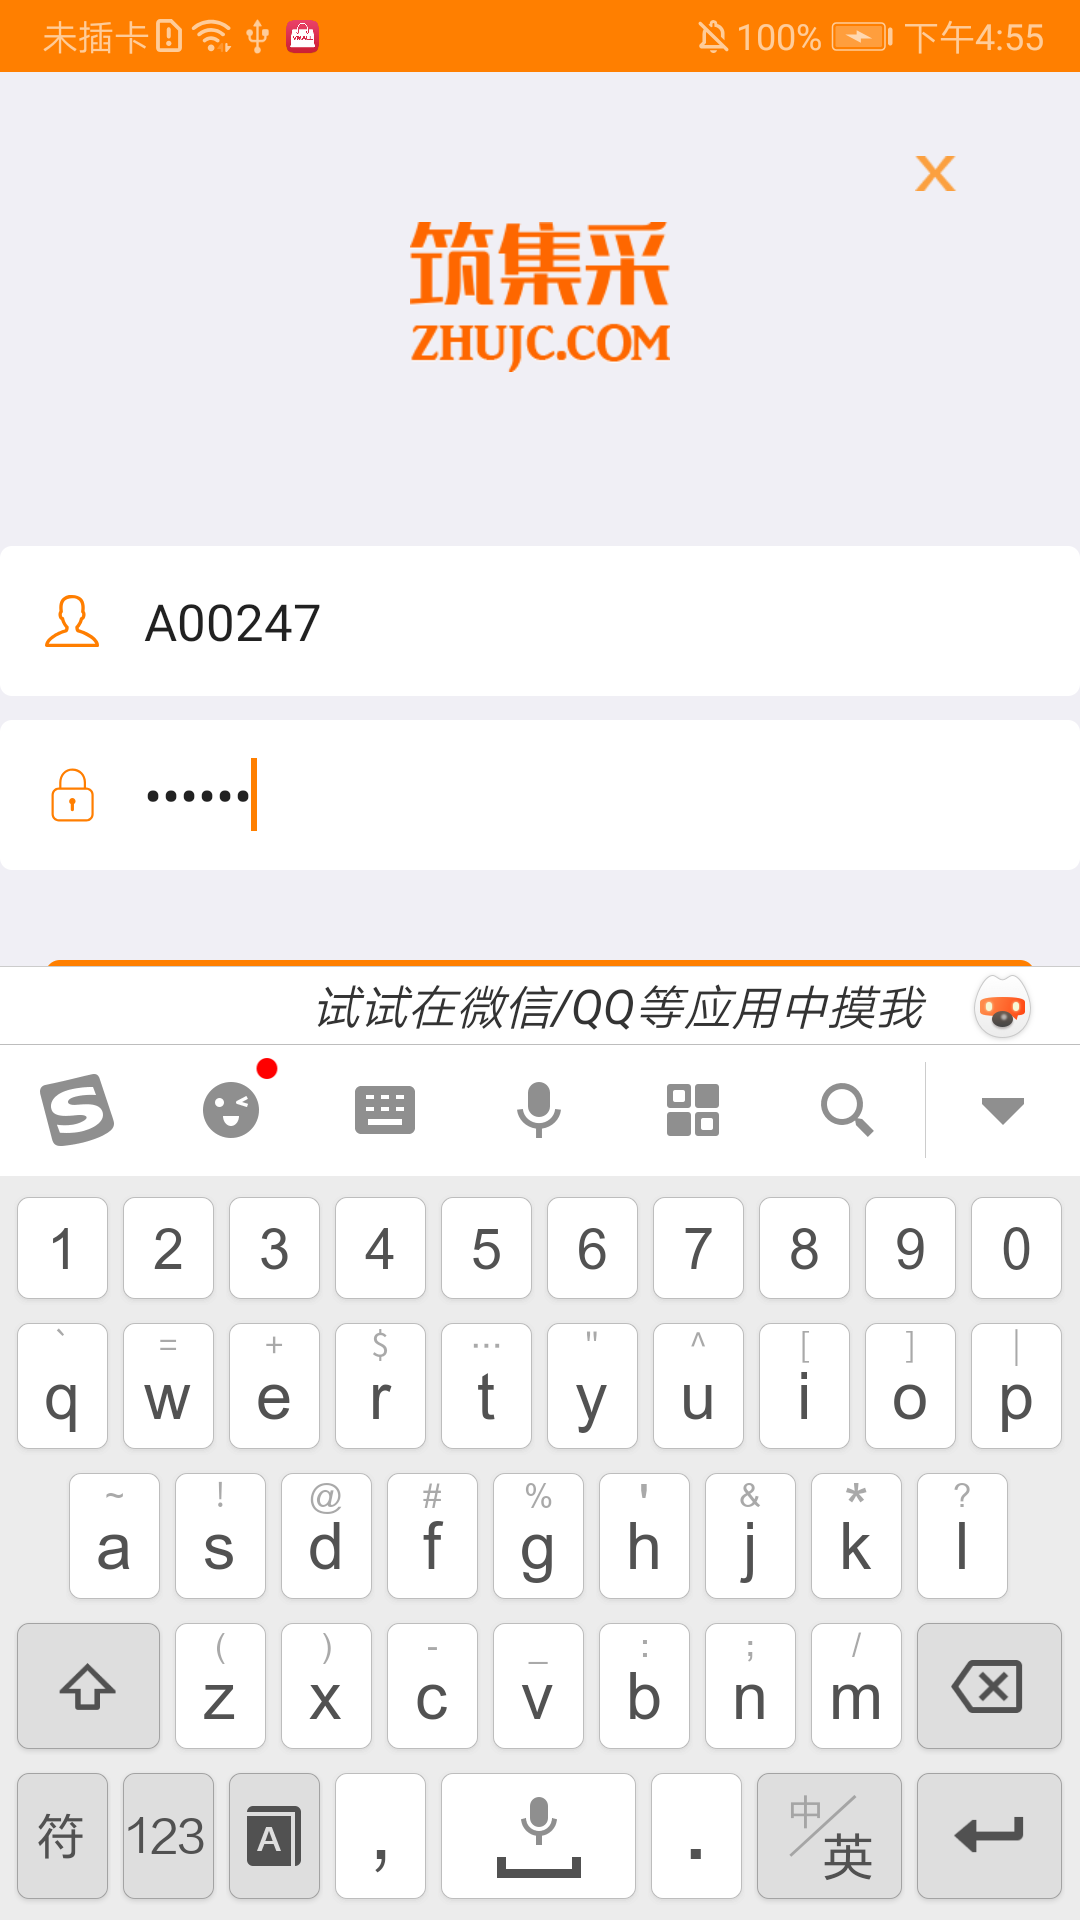 未插卡 100% 下午4:55
X
筑集采
ZHUJC.COM
A00247
••••••
试试在微信/QQ等应用中摸我
1 2 3 4 5 6 7 8 9 0
` = + $ … " ^ [ ] |
q w e r t y u i o p
~ ! @ # % ' & * ?
a s d f g h j k l
( ) - _ : ; /
z x c v b n m
符 123 A , . 中/英